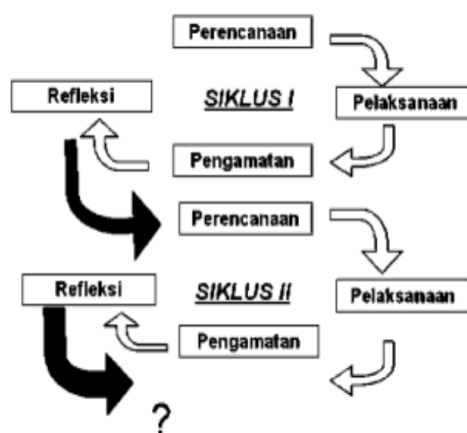 Perencanaan
Refleksi
SIKLUS I
Pelaksanaan
Pengamatan
Perencanaan
Refleksi
SIKLUS II
Pelaksanaan
Pengamatan
?